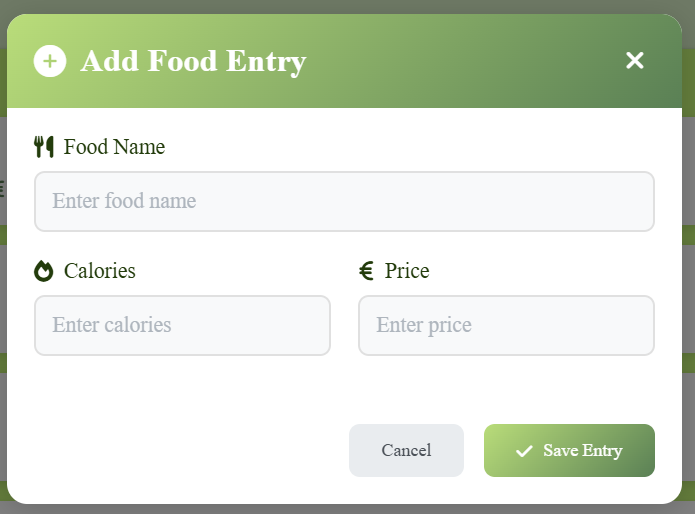 Add Food Entry
Food Name
Enter food name
Calories
€ Price
Enter calories
Enter price
Cancel
Save Entry